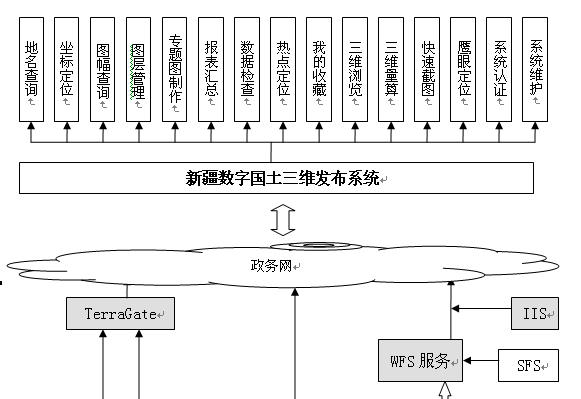 地名查询
坐标定位
图幅查询
图层管理
专题图制作
报表汇总
数据检查
热点定位
我的收藏
三维浏览
三维量算
快速截图
鹰眼定位
系统认证
系统维护
新疆数字国土三维发布系统
政务网
TerraGate
IIS
WFS 服务
SFS